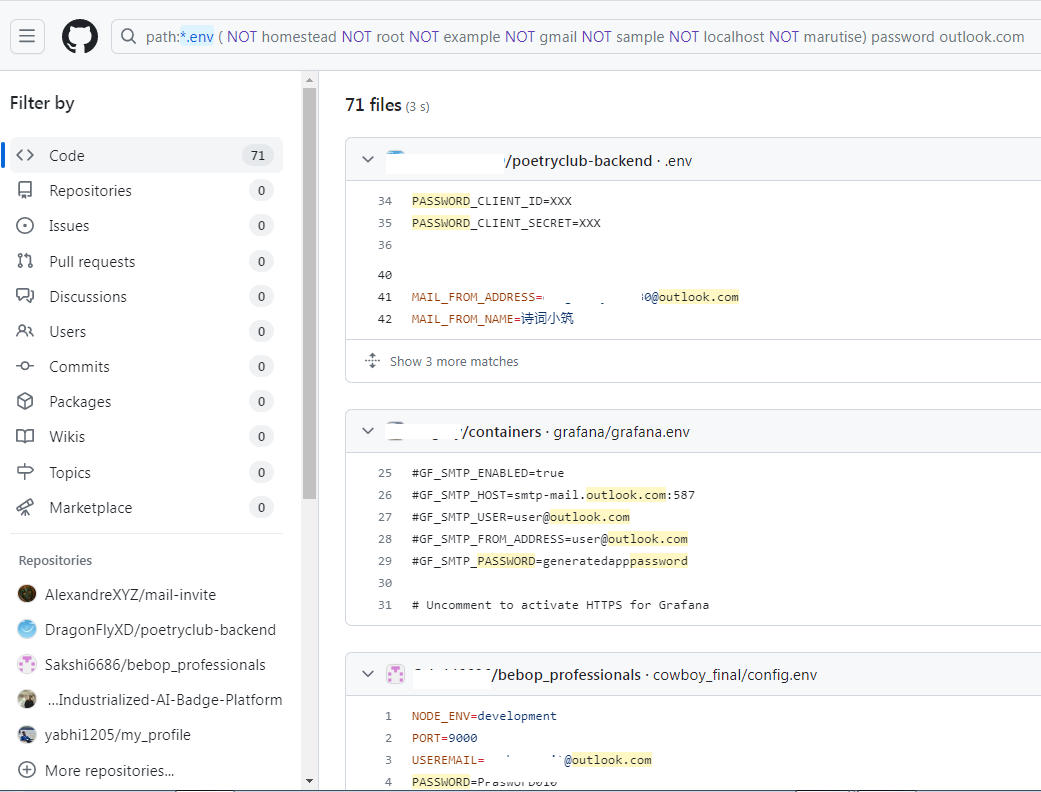 path:*.env ( NOT homestead NOT root NOT example NOT gmail NOT sample NOT localhost NOT marutise) password outlook.com
Filter by
Code 71
Repositories 0
Issues 0
Pull requests 0
Discussions 0
Users 0
Commits 0
Packages 0
Wikis 0
Topics 0
Marketplace 0
Repositories
AlexandreXYZ/mail-invite
DragonFlyXD/poetryclub-backend
Sakshi6686/bebop_professionals
...Industrialized-AI-Badge-Platform
yabhi1205/my_profile
More repositories...
71 files (3 s)
/poetryclub-backend · .env
34 PASSWORD_CLIENT_ID=XXX
35 PASSWORD_CLIENT_SECRET=XXX
36
40
41 MAIL_FROM_ADDRESS= @outlook.com
42 MAIL_FROM_NAME=诗词小筑
Show 3 more matches
/containers · grafana/grafana.env
25 #GF_SMTP_ENABLED=true
26 #GF_SMTP_HOST=smtp-mail.outlook.com:587
27 #GF_SMTP_USER=user@outlook.com
28 #GF_SMTP_FROM_ADDRESS=user@outlook.com
29 #GF_SMTP_PASSWORD=generatedapppassword
30
31 # Uncomment to activate HTTPS for Grafana
/bebop_professionals · cowboy_final/config.env
1 NODE_ENV=development
2 PORT=9000
3 USEREMAIL= @outlook.com
4 PASSWORD=